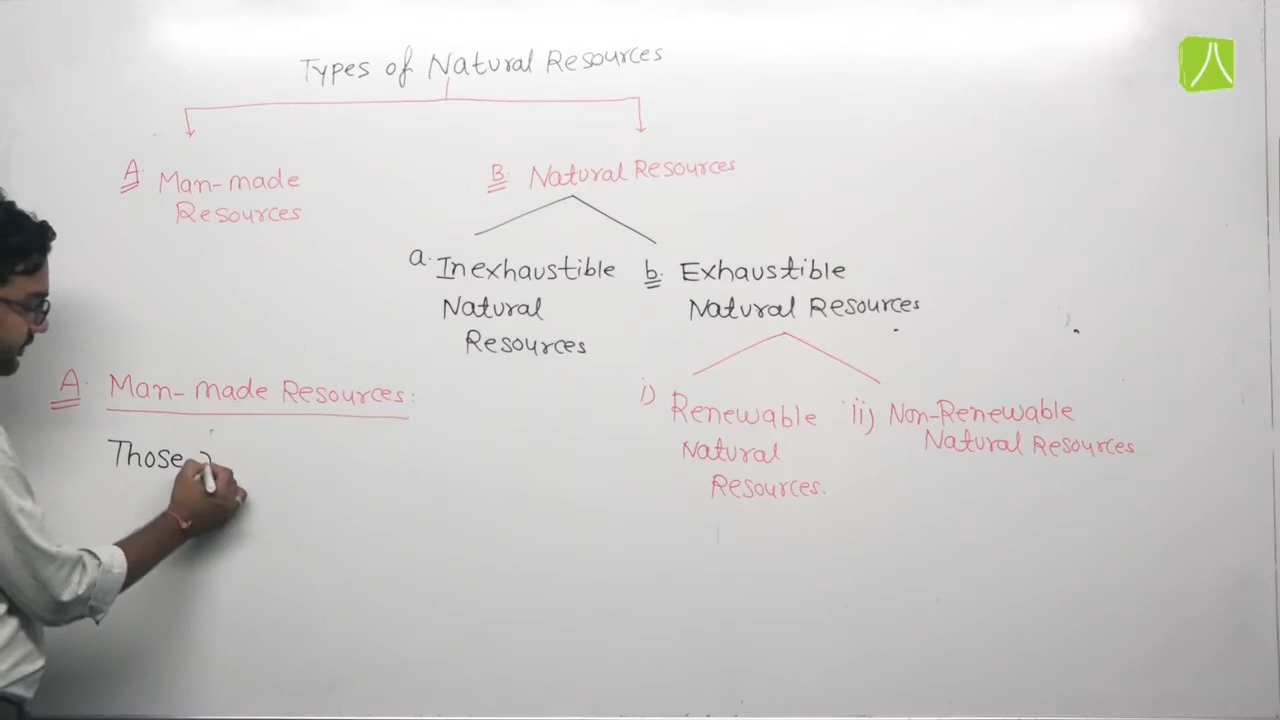 Types of Natural Resources
A. Man-made
Resources
B. Natural Resources
a. Inexhaustible
Natural
Resources
b. Exhaustible
Natural Resources
i) Renewable
Natural
Resources.
ii) Non-Renewable
Natural Resources
A. Man-made Resources:
Those